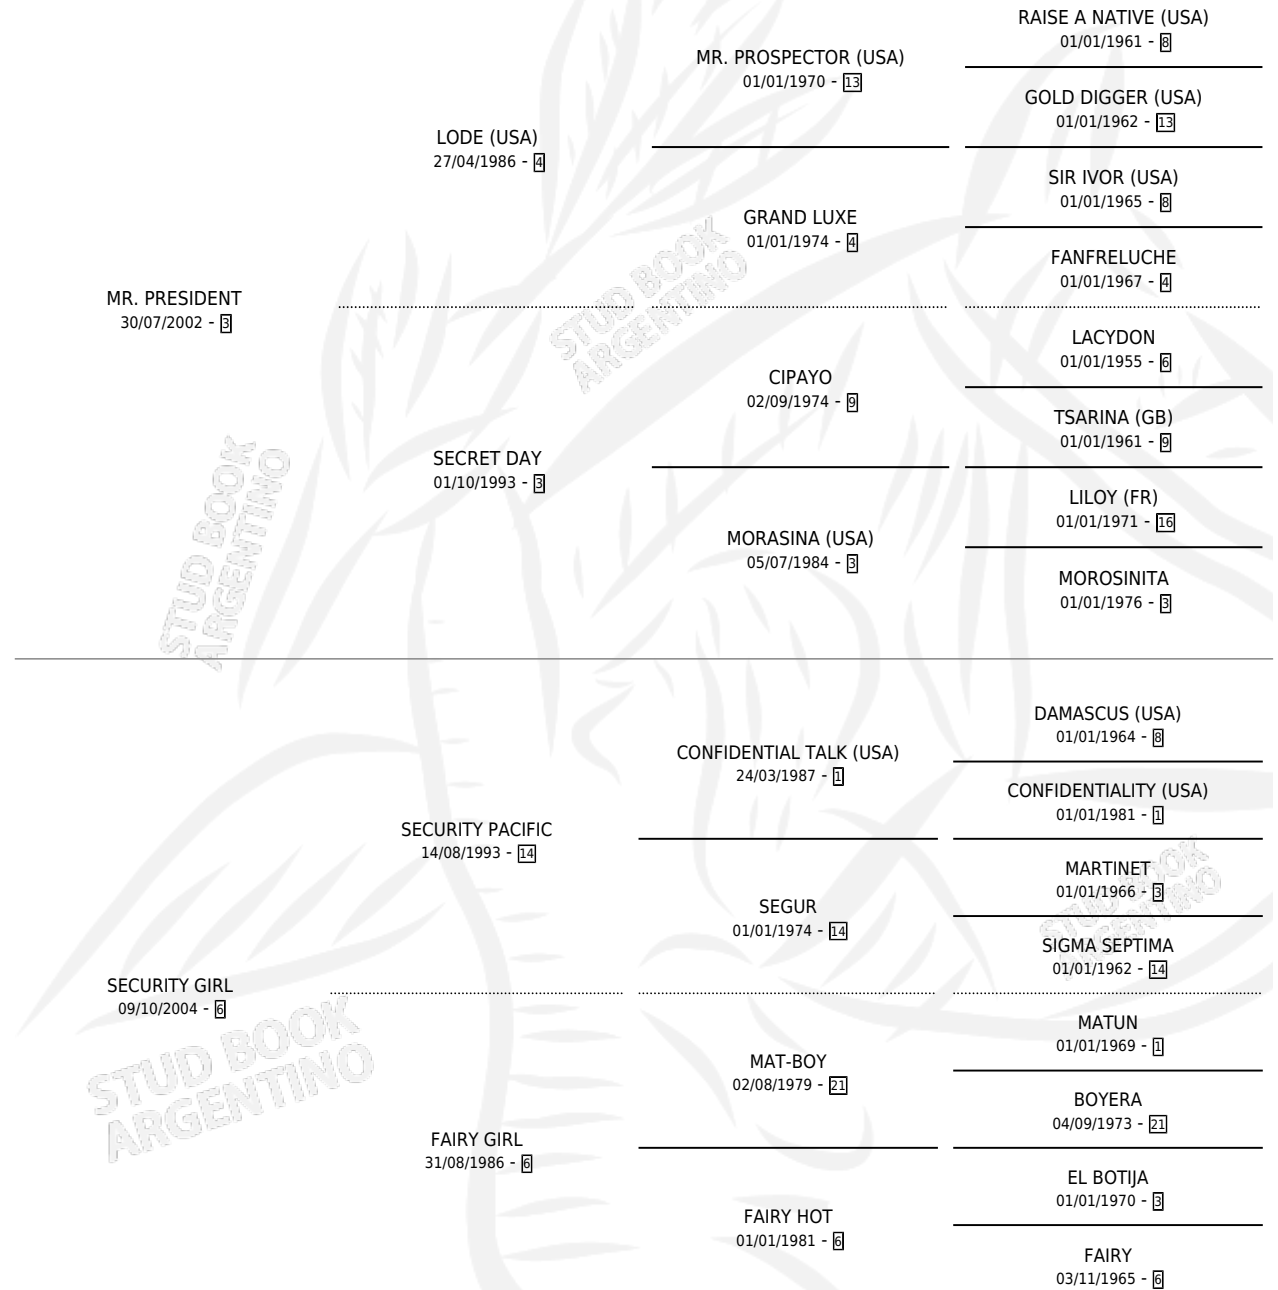 RAISE A NATIVE (USA)
01/01/1961 - 8
MR. PROSPECTOR (USA)
01/01/1970 - 13
GOLD DIGGER (USA)
01/01/1962 - 13
LODE (USA)
27/04/1986 - 4
SIR IVOR (USA)
01/01/1965 - 8
GRAND LUXE
01/01/1974 - 4
FANFRELUCHE
01/01/1967 - 4
MR. PRESIDENT
30/07/2002 - 3
LACYDON
01/01/1955 - 6
CIPAYO
02/09/1974 - 9
TSARINA (GB)
01/01/1961 - 9
SECRET DAY
01/10/1993 - 3
LILOY (FR)
01/01/1971 - 16
MORASINA (USA)
05/07/1984 - 3
MOROSINITA
01/01/1976 - 3
STUD BOOK
ARGENTINO
STUD BOOK
ARGENTINO
DAMASCUS (USA)
01/01/1964 - 8
CONFIDENTIAL TALK (USA)
24/03/1987 - 1
CONFIDENTIALITY (USA)
01/01/1981 - 1
SECURITY PACIFIC
14/08/1993 - 14
MARTINET
01/01/1966 - 3
SEGUR
01/01/1974 - 14
SIGMA SEPTIMA
01/01/1962 - 14
SECURITY GIRL
09/10/2004 - 6
MATUN
01/01/1969 - 1
MAT-BOY
02/08/1979 - 21
BOYERA
04/09/1973 - 21
FAIRY GIRL
31/08/1986 - 6
EL BOTIJA
01/01/1970 - 3
FAIRY HOT
01/01/1981 - 6
FAIRY
03/11/1965 - 6
STUD BOOK
ARGENTINO
STUD BOOK
ARGENTINO